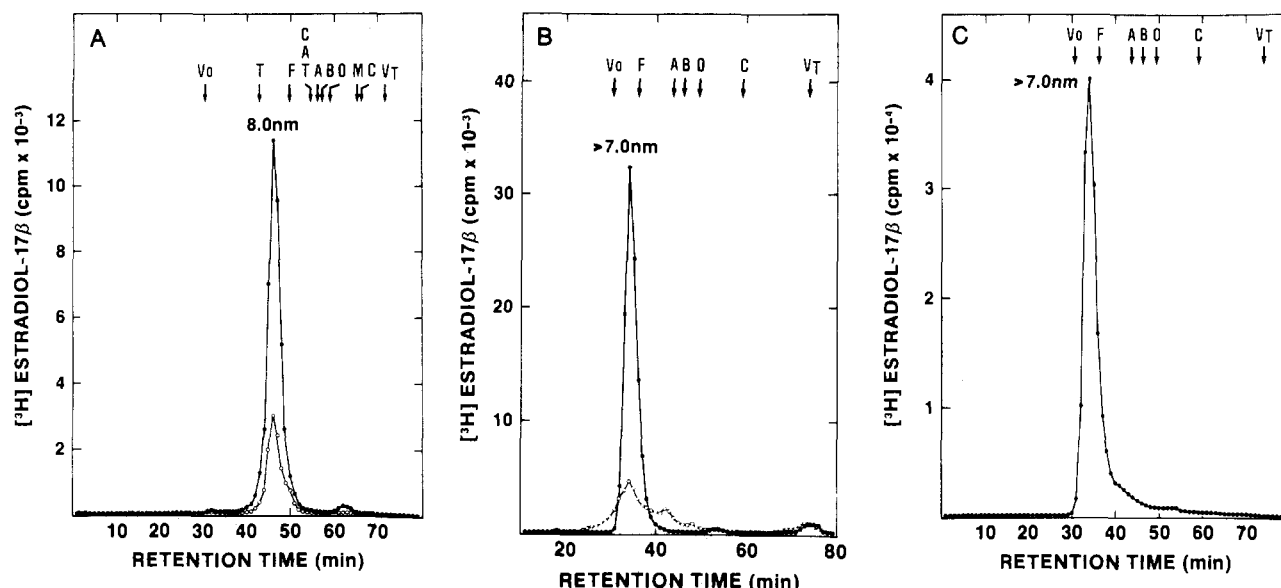 A
C
A
Vo T F T A B O M C VT
8.0nm
12
10
8
6
4
2
10 20 30 40 50 60 70
RETENTION TIME (min)
[³H] ESTRADIOL-17β (cpm x 10⁻³)
B
Vo F A B O C VT
>7.0nm
40
30
20
10
20 40 60 80
RETENTION TIME (min)
[³H] ESTRADIOL-17β (cpm x 10⁻³)
C
Vo F A B O C VT
>7.0nm
4
3
2
1
10 20 30 40 50 60 70
RETENTION TIME (min)
[³H] ESTRADIOL-17β (cpm x 10⁻⁴)